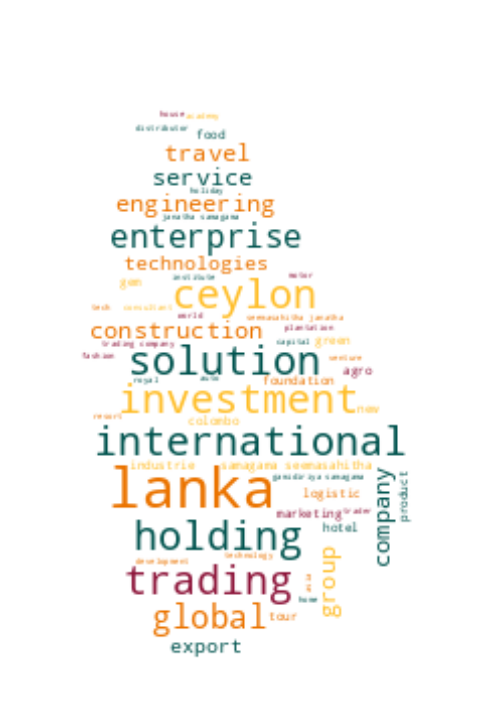 house academy
distributor
food
travel
service
holiday
engineering
janatha samagama
enterprise
technologies
institute motor
gem
ceylon
tech consultant
world
seemasahitha janatha
construction
plantation
trading company
capital green
solution
fashion
venture
agro
royal auto
foundation
investment
new
resort
colombo
international
industrie samagama seemasahitha
lanka
gamidiriya samagama
company
product
logistic
marketing trader
hotel
holding
technology
development
group
trading
asia
home
global
tour
export